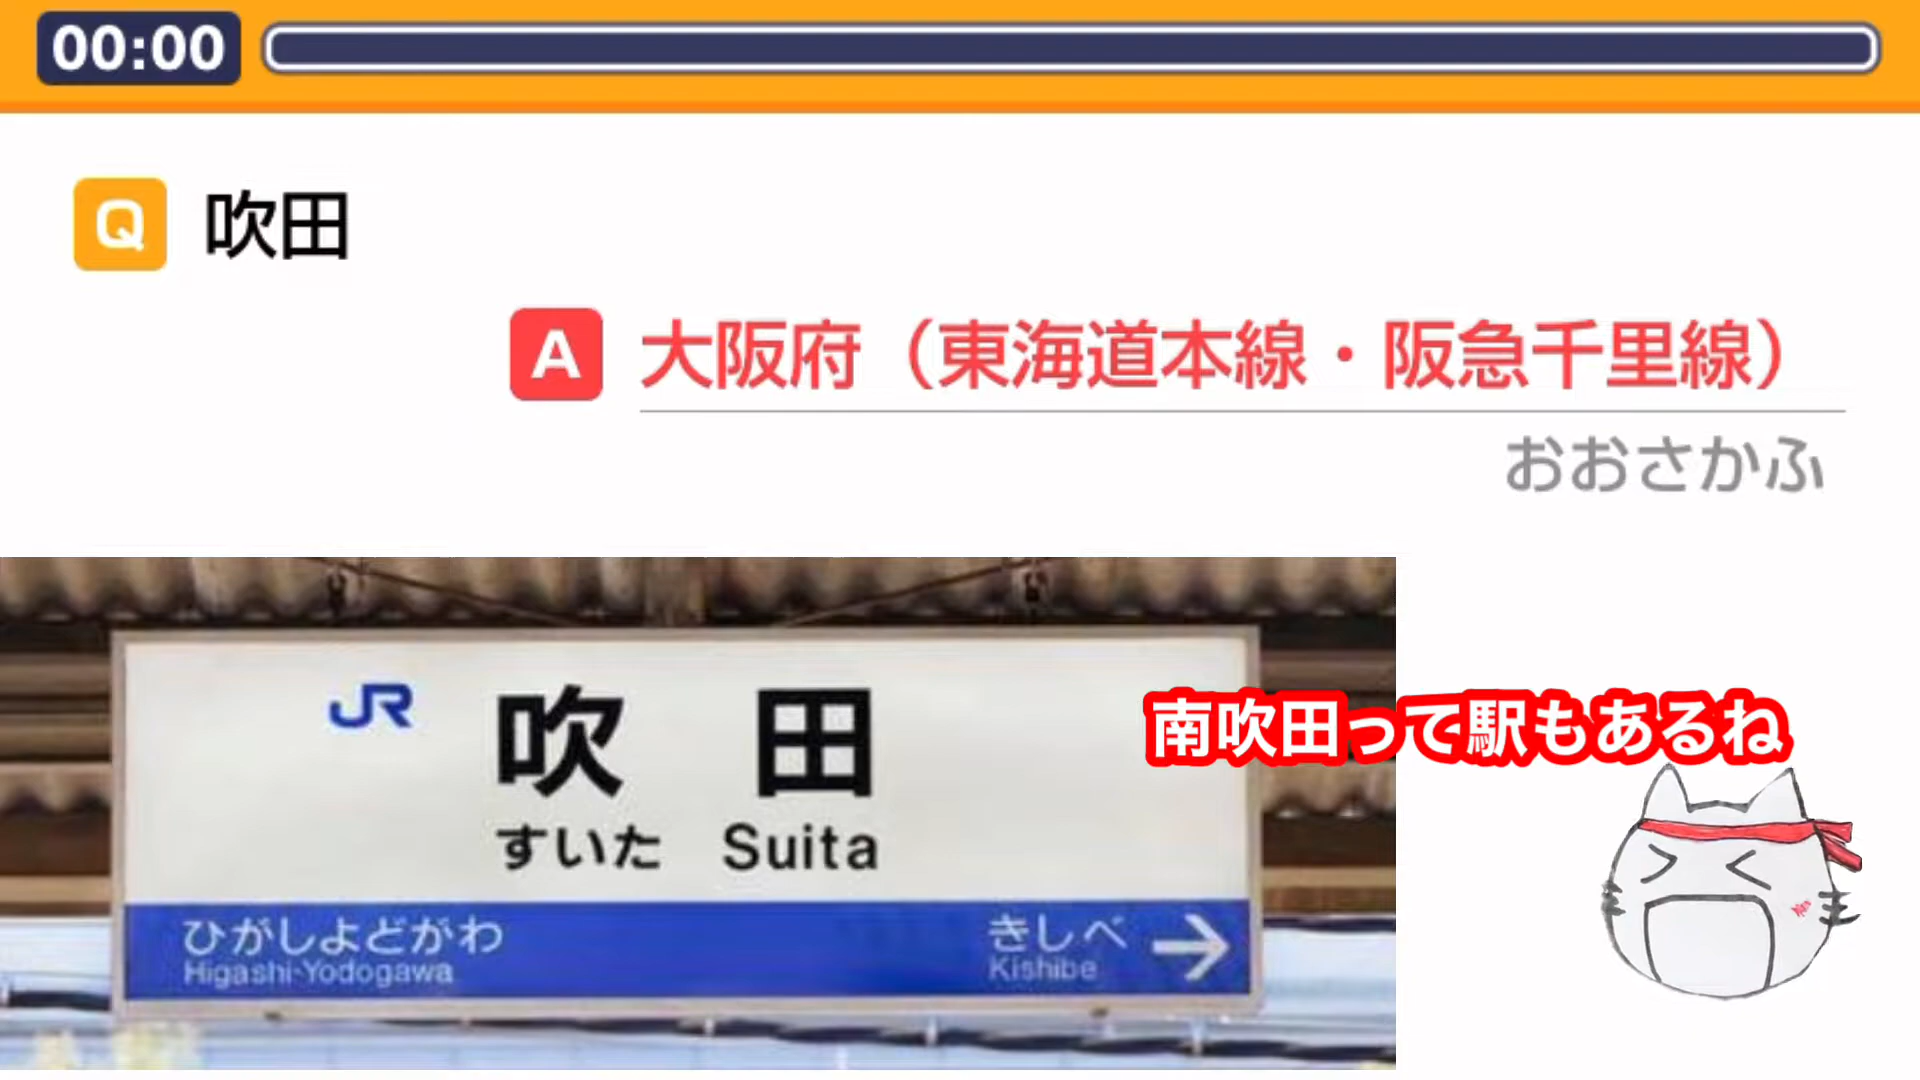 00:00
Q 吹田
A 大阪府（東海道本線・阪急千里線）
おおさかふ
JR 吹田
すいた Suita
南吹田って駅もあるね
ひがしよどがわ きしべ →
Higashi-Yodogawa Kishibe